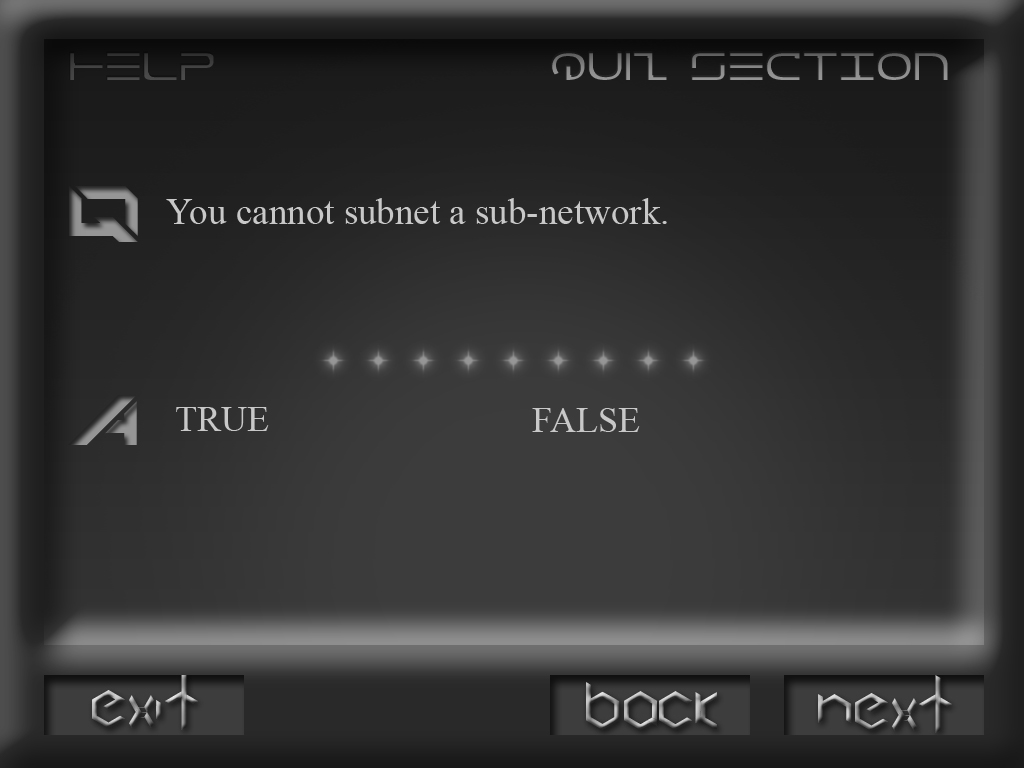 HELP QUIZ SECTION
Q You cannot subnet a sub-network.
A TRUE FALSE
exit back next